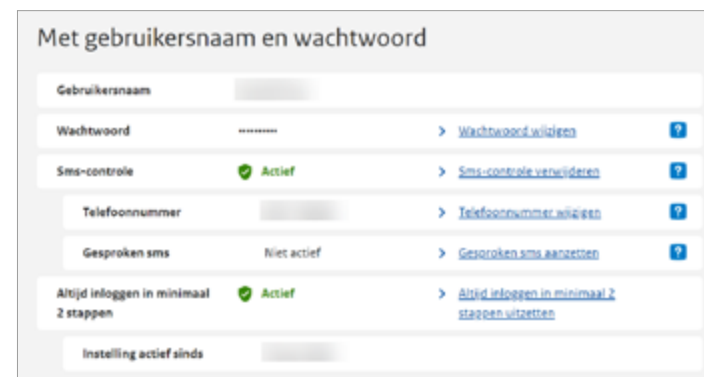 Met gebruikersnaam en wachtwoord
Gebruikersnaam
Wachtwoord •••••••••• > Wachtwoord wijzigen ?
Sms-controle Actief > Sms-controle verwijderen ?
Telefoonnummer > Telefoonnummer wijzigen ?
Gesproken sms Niet actief > Gesproken sms aanzetten ?
Altijd inloggen in minimaal Actief > Altijd inloggen in minimaal 2
2 stappen stappen uitzetten
Instelling actief sinds